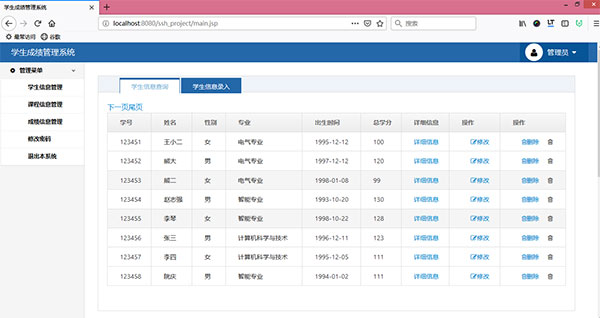 学生成绩管理系统
localhost:8080/ssh_project/main.jsp
搜索
最常访问 谷歌
学生成绩管理系统
管理员
管理菜单
学生信息管理
课程信息管理
成绩信息管理
修改密码
退出本系统
学生信息查询 学生信息录入
下一页尾页
学号 姓名 性别 专业 出生时间 总学分 详细信息 操作 操作
123451 王小二 女 电气专业 1995-12-12 100 详细信息 修改 删除
123452 大 男 电气专业 1997-12-12 120 详细信息 修改 删除
123453 二 女 电气专业 1998-01-08 99 详细信息 修改 删除
123454 赵志强 男 智能专业 1993-10-20 130 详细信息 修改 删除
123455 李琴 女 智能专业 1998-10-22 128 详细信息 修改 删除
123456 张三 男 计算机科学与技术 1996-12-11 123 详细信息 修改 删除
123457 李四 女 计算机科学与技术 1995-12-05 111 详细信息 修改 删除
123458 阮庆 男 智能专业 1994-01-02 111 详细信息 修改 删除